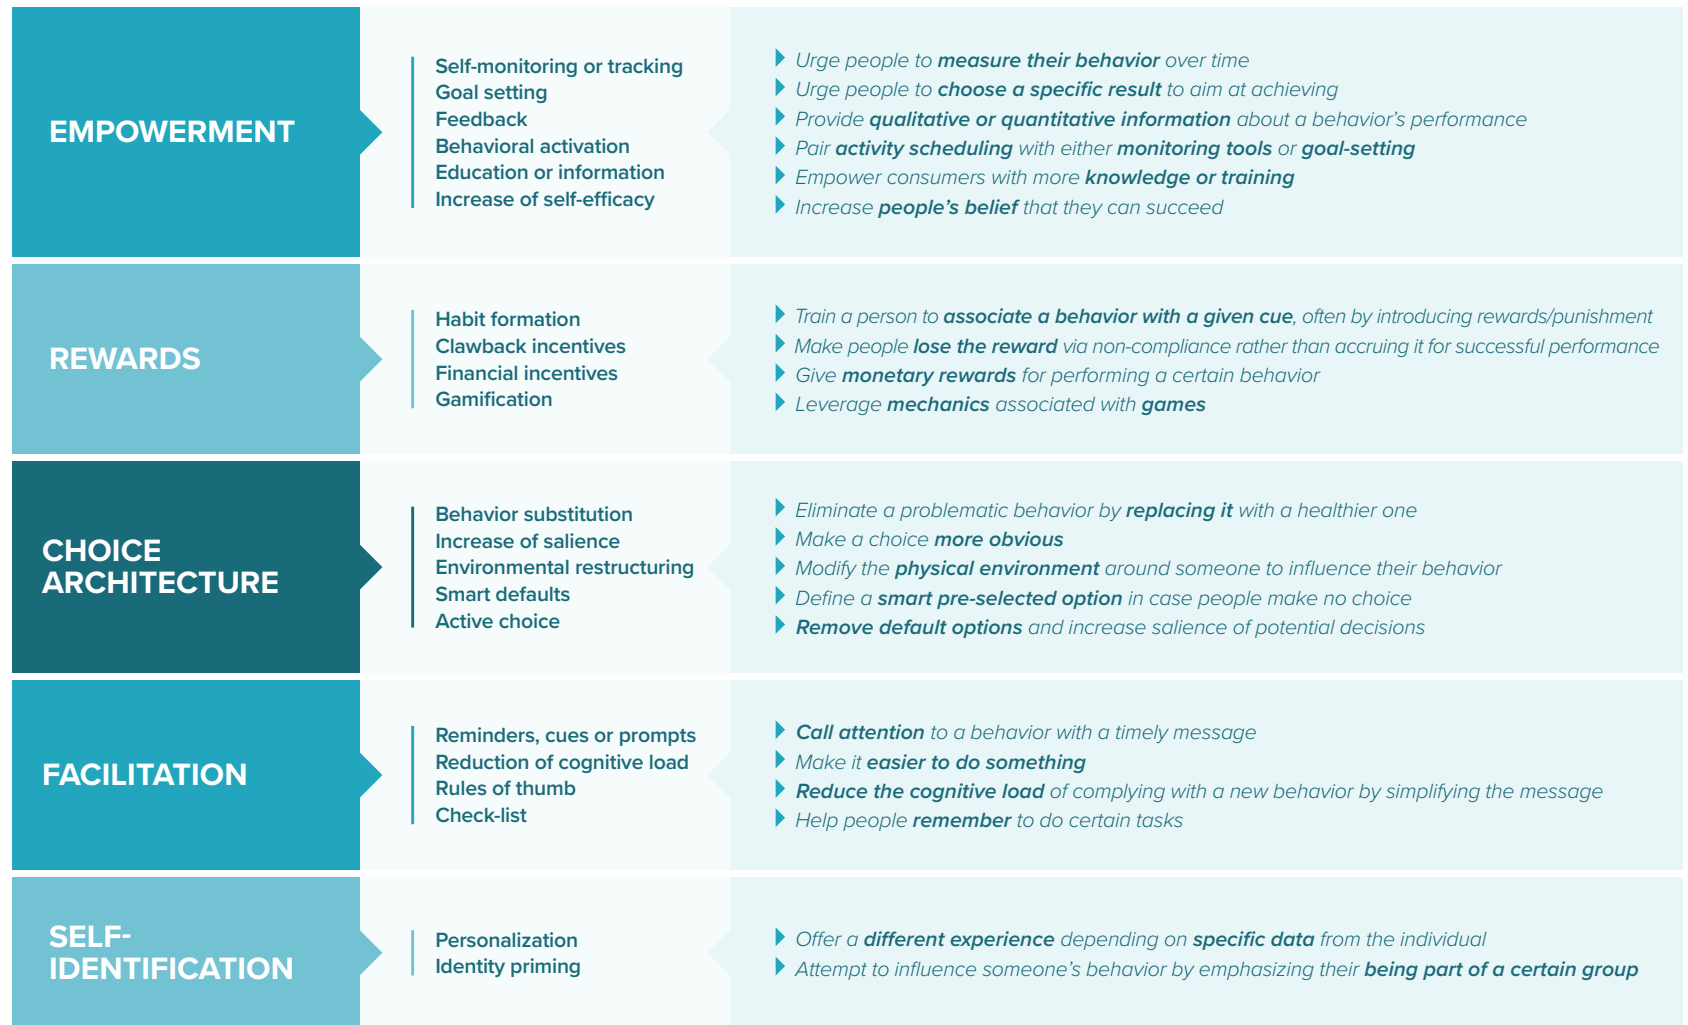 EMPOWERMENT
Self-monitoring or tracking
Goal setting
Feedback
Behavioral activation
Education or information
Increase of self-efficacy
Urge people to measure their behavior over time
Urge people to choose a specific result to aim at achieving
Provide qualitative or quantitative information about a behavior's performance
Pair activity scheduling with either monitoring tools or goal-setting
Empower consumers with more knowledge or training
Increase people's belief that they can succeed
REWARDS
Habit formation
Clawback incentives
Financial incentives
Gamification
Train a person to associate a behavior with a given cue, often by introducing rewards/punishment
Make people lose the reward via non-compliance rather than accruing it for successful performance
Give monetary rewards for performing a certain behavior
Leverage mechanics associated with games
CHOICE
ARCHITECTURE
Behavior substitution
Increase of salience
Environmental restructuring
Smart defaults
Active choice
Eliminate a problematic behavior by replacing it with a healthier one
Make a choice more obvious
Modify the physical environment around someone to influence their behavior
Define a smart pre-selected option in case people make no choice
Remove default options and increase salience of potential decisions
FACILITATION
Reminders, cues or prompts
Reduction of cognitive load
Rules of thumb
Check-list
Call attention to a behavior with a timely message
Make it easier to do something
Reduce the cognitive load of complying with a new behavior by simplifying the message
Help people remember to do certain tasks
SELF-
IDENTIFICATION
Personalization
Identity priming
Offer a different experience depending on specific data from the individual
Attempt to influence someone's behavior by emphasizing their being part of a certain group